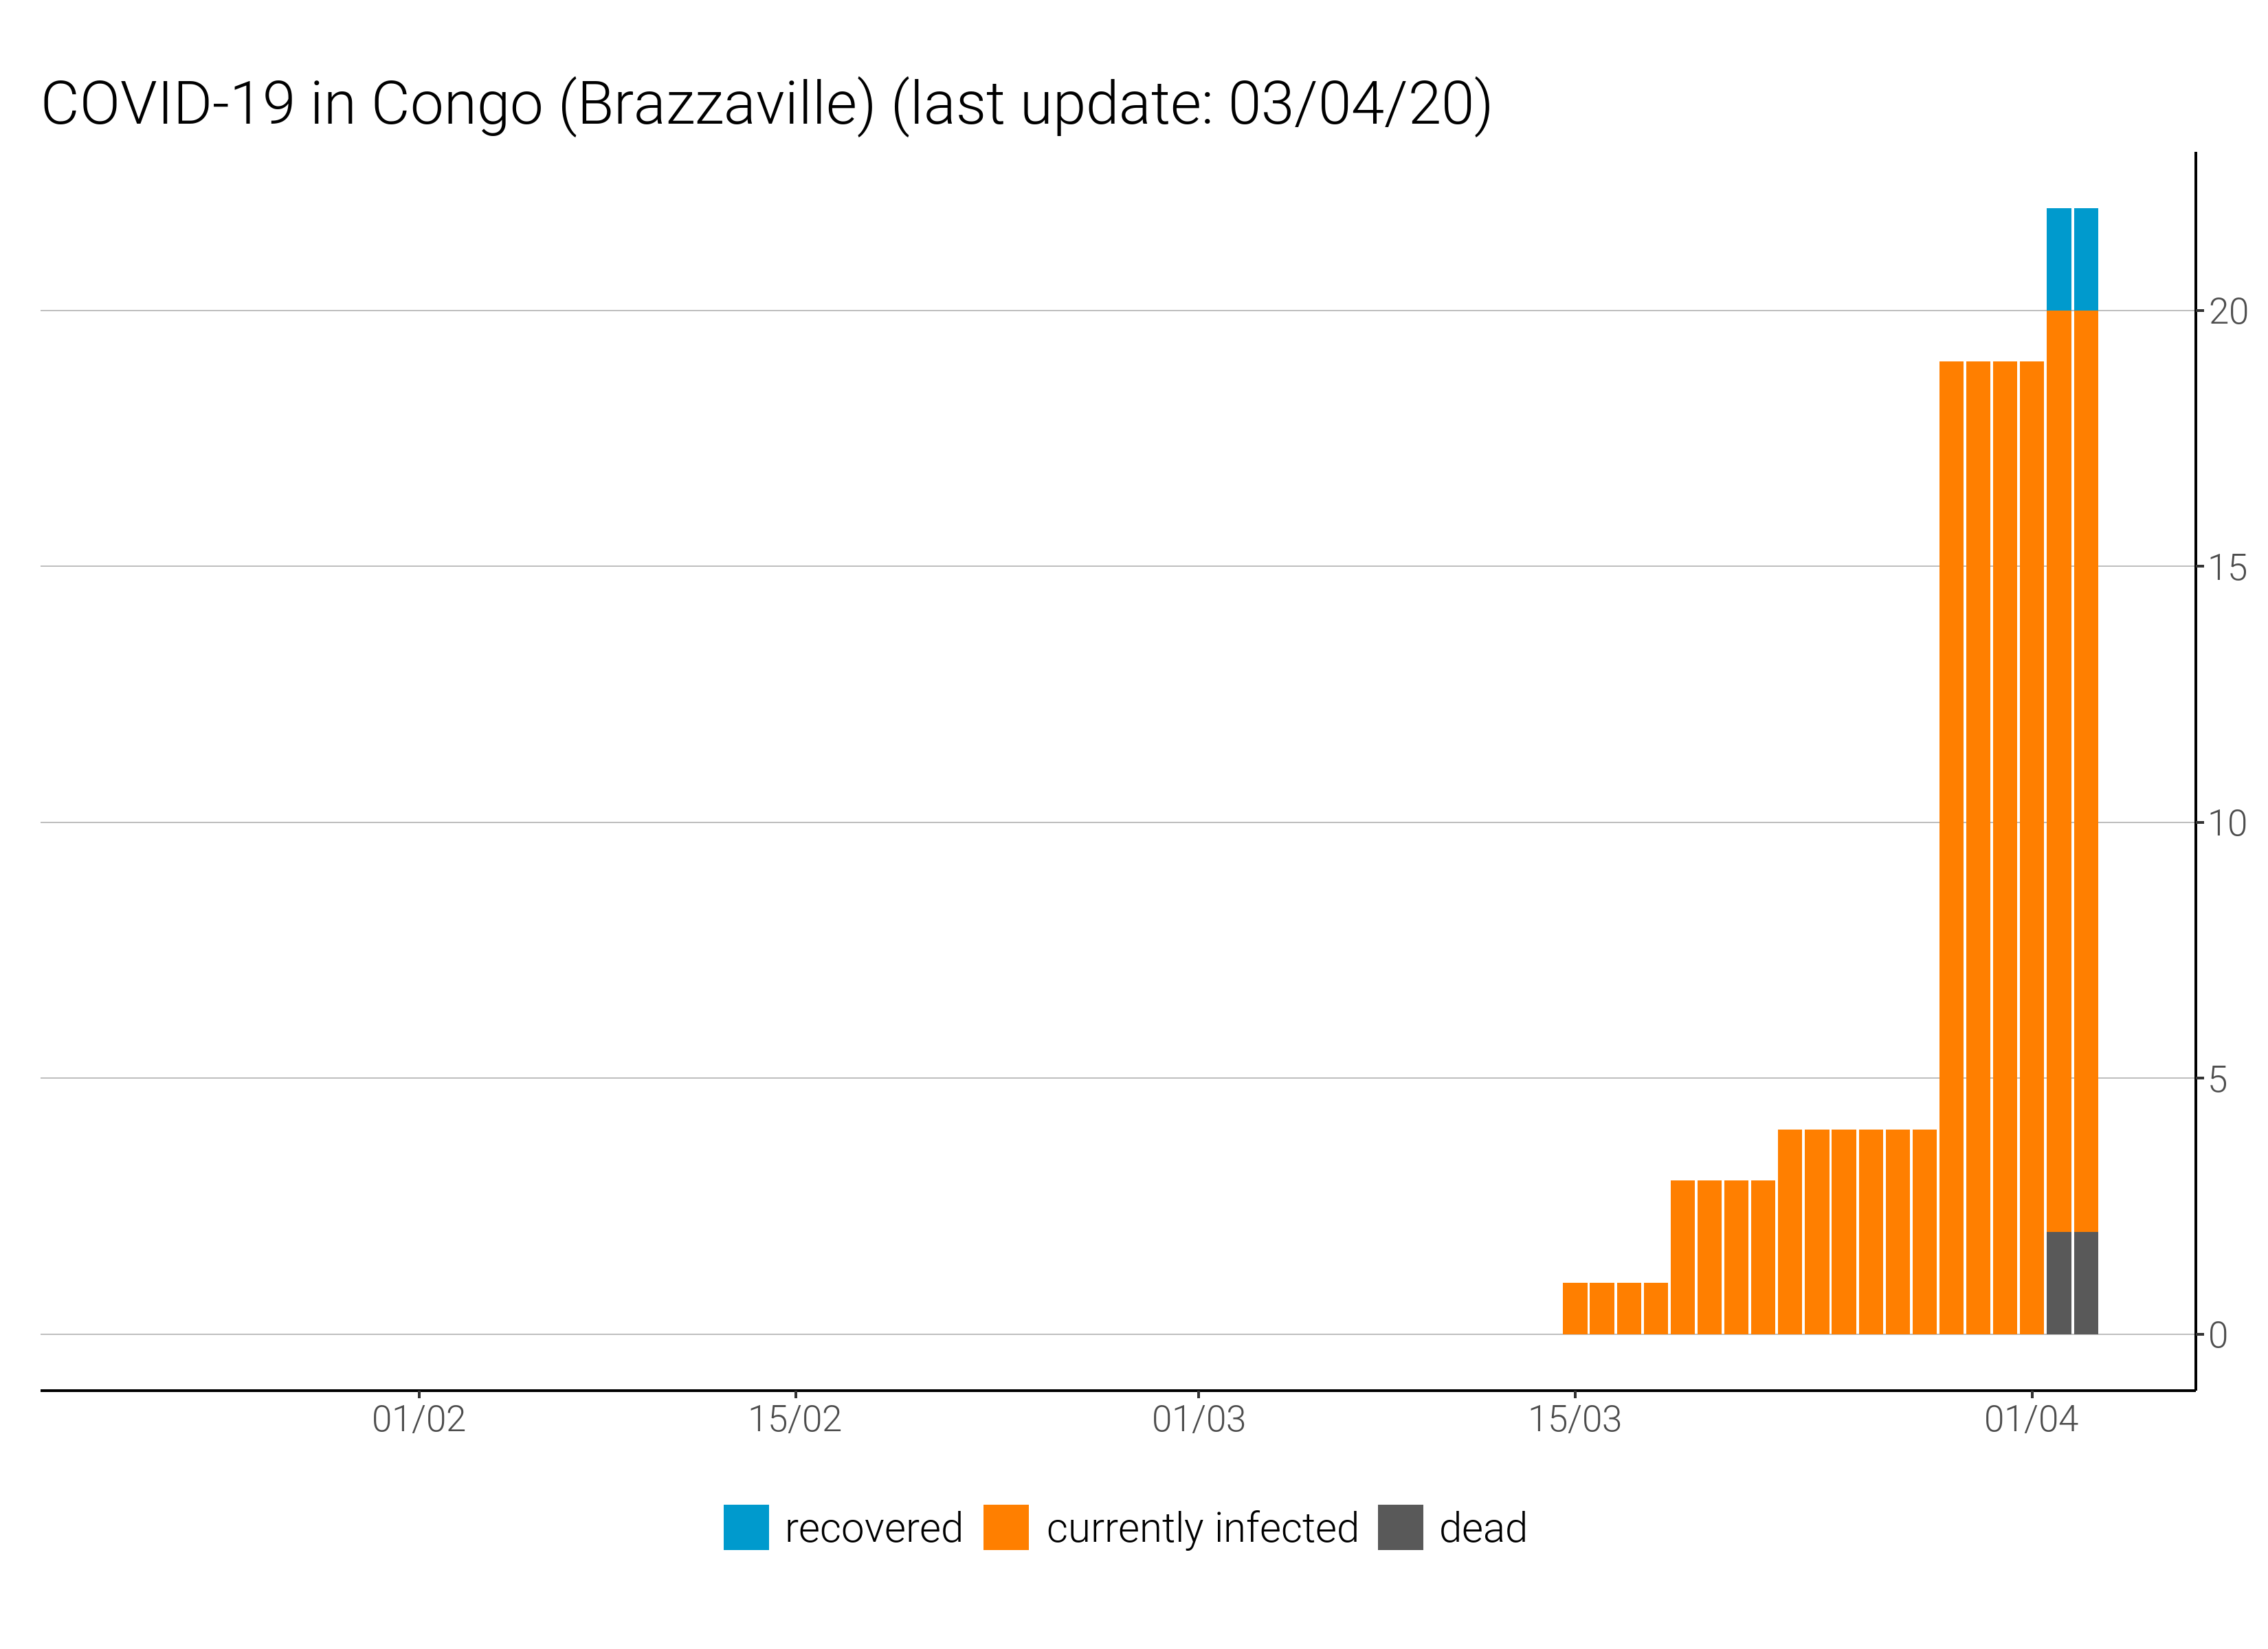 COVID-19 in Congo (Brazzaville) (last update: 03/04/20)
20
15
10
5
0
01/02 15/02 01/03 15/03 01/04
recovered currently infected dead